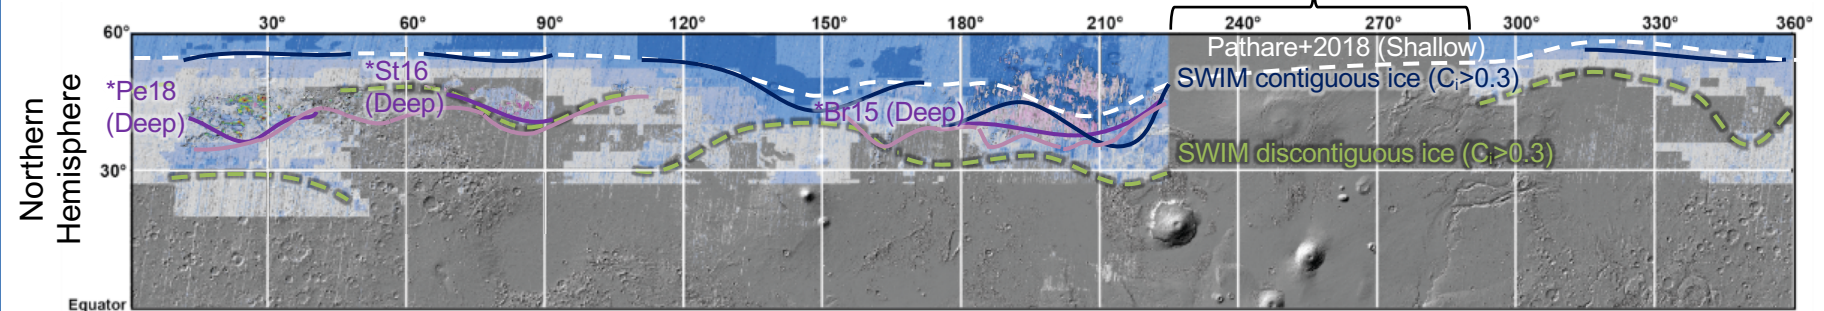 30° 60° 90° 120° 150° 180° 210° 240° 270° 300° 330° 360°
60°
Pathare+2018 (Shallow)
*St16
(Deep)
SWIM contiguous ice (Cᵢ>0.3)
*Pe18
(Deep)
*Br15 (Deep)
SWIM discontiguous ice (Cᵢ>0.3)
30°
Northern
Hemisphere
Equator